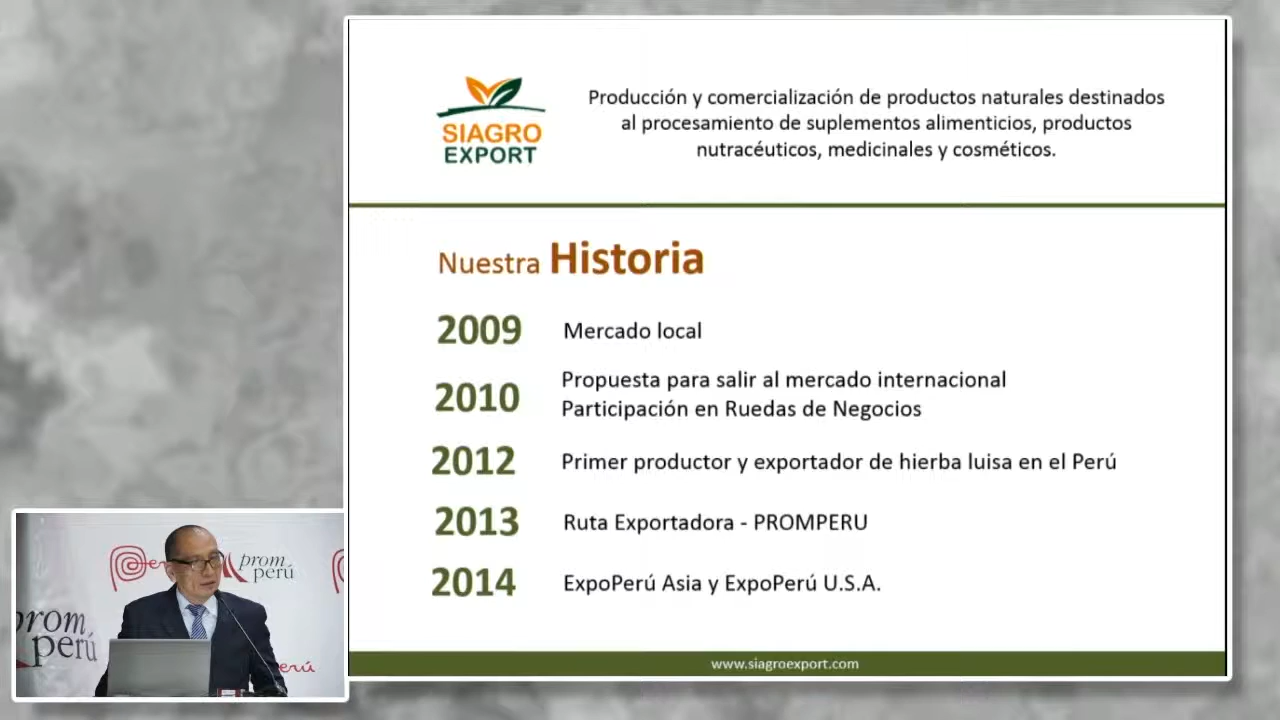 SIAGRO
EXPORT
Producción y comercialización de productos naturales destinados
al procesamiento de suplementos alimenticios, productos
nutracéuticos, medicinales y cosméticos.
Nuestra Historia
2009 Mercado local
2010 Propuesta para salir al mercado internacional
Participación en Ruedas de Negocios
2012 Primer productor y exportador de hierba luisa en el Perú
2013 Ruta Exportadora - PROMPERU
2014 ExpoPerú Asia y ExpoPerú U.S.A.
www.siagroexport.com
prom
perú
prom
perú